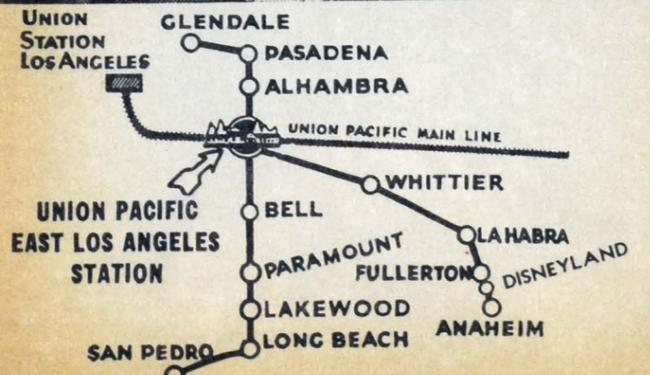 UNION
STATION
LOS ANGELES
GLENDALE
PASADENA
ALHAMBRA
UNION PACIFIC MAIN LINE
UNION PACIFIC
EAST LOS ANGELES
STATION
WHITTIER
BELL
LA HABRA
PARAMOUNT
FULLERTON
DISNEYLAND
LAKEWOOD
ANAHEIM
LONG BEACH
SAN PEDRO